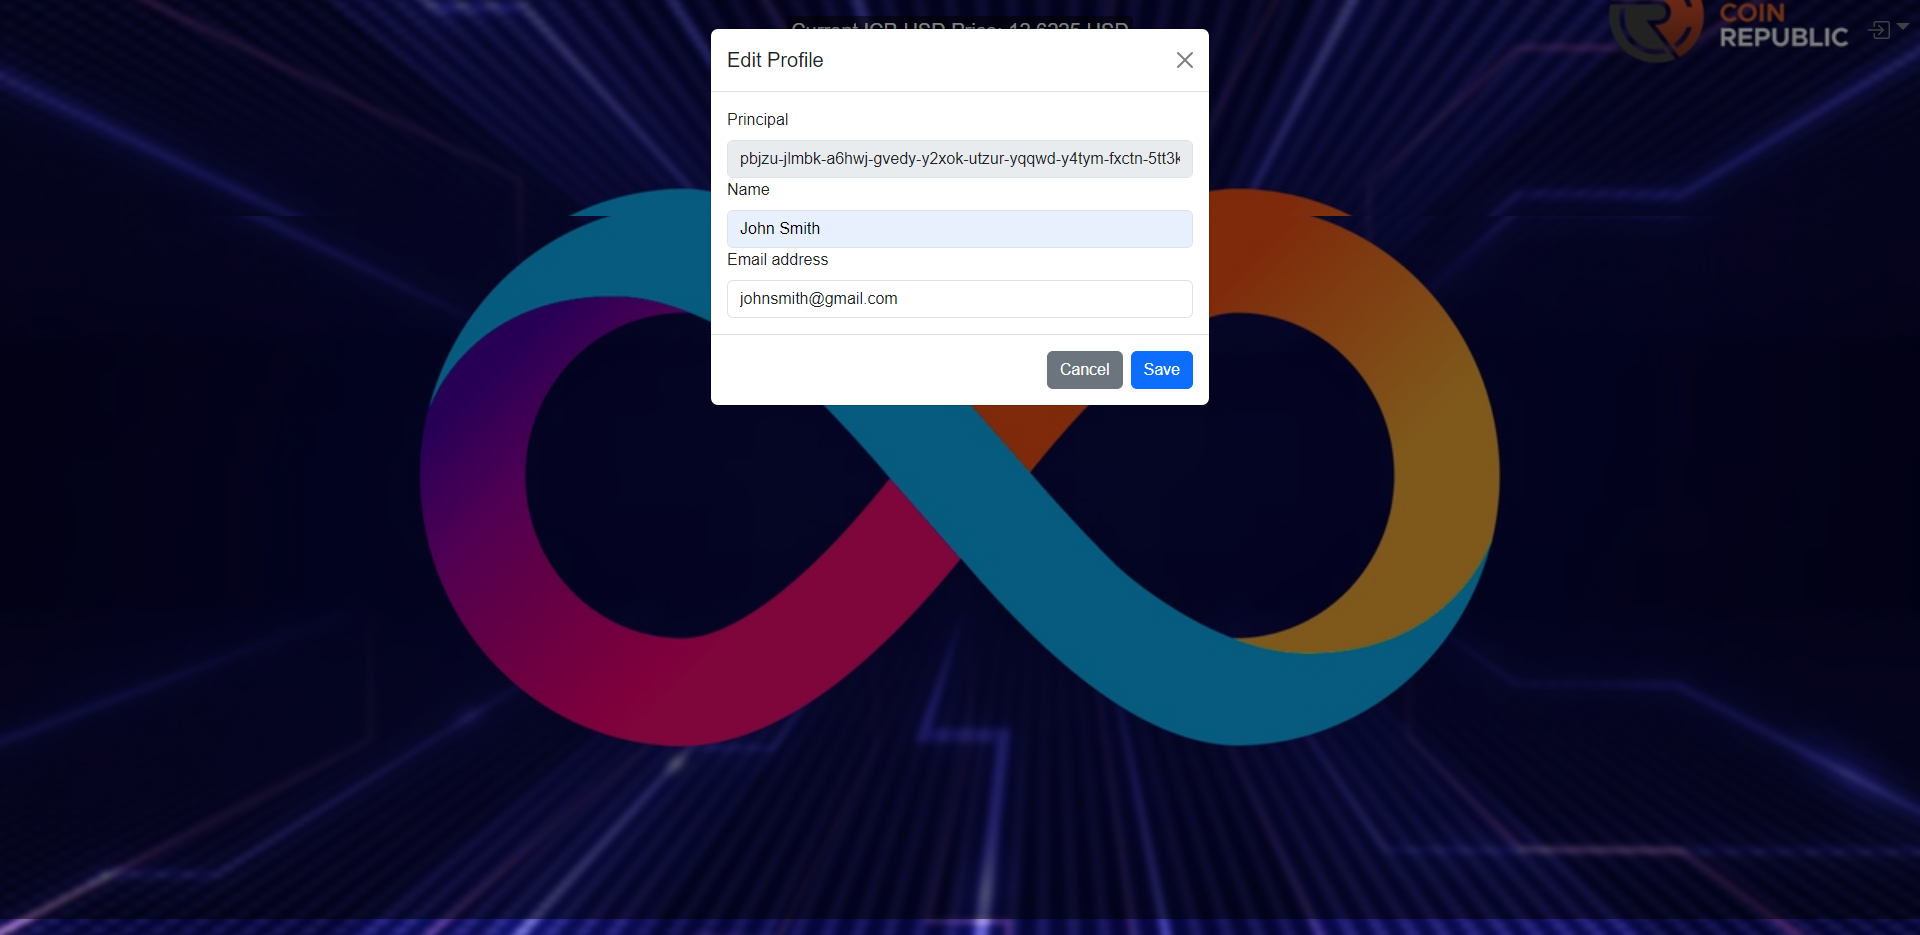 Current ICP-USD Price: 12.6225 USD
COIN
REPUBLIC
Edit Profile
Principal
pbjzu-jlmbk-a6hwj-gvedy-y2xok-utzur-yqqwd-y4tym-fxctn-5tt3k
Name
John Smith
Email address
johnsmith@gmail.com
Cancel
Save